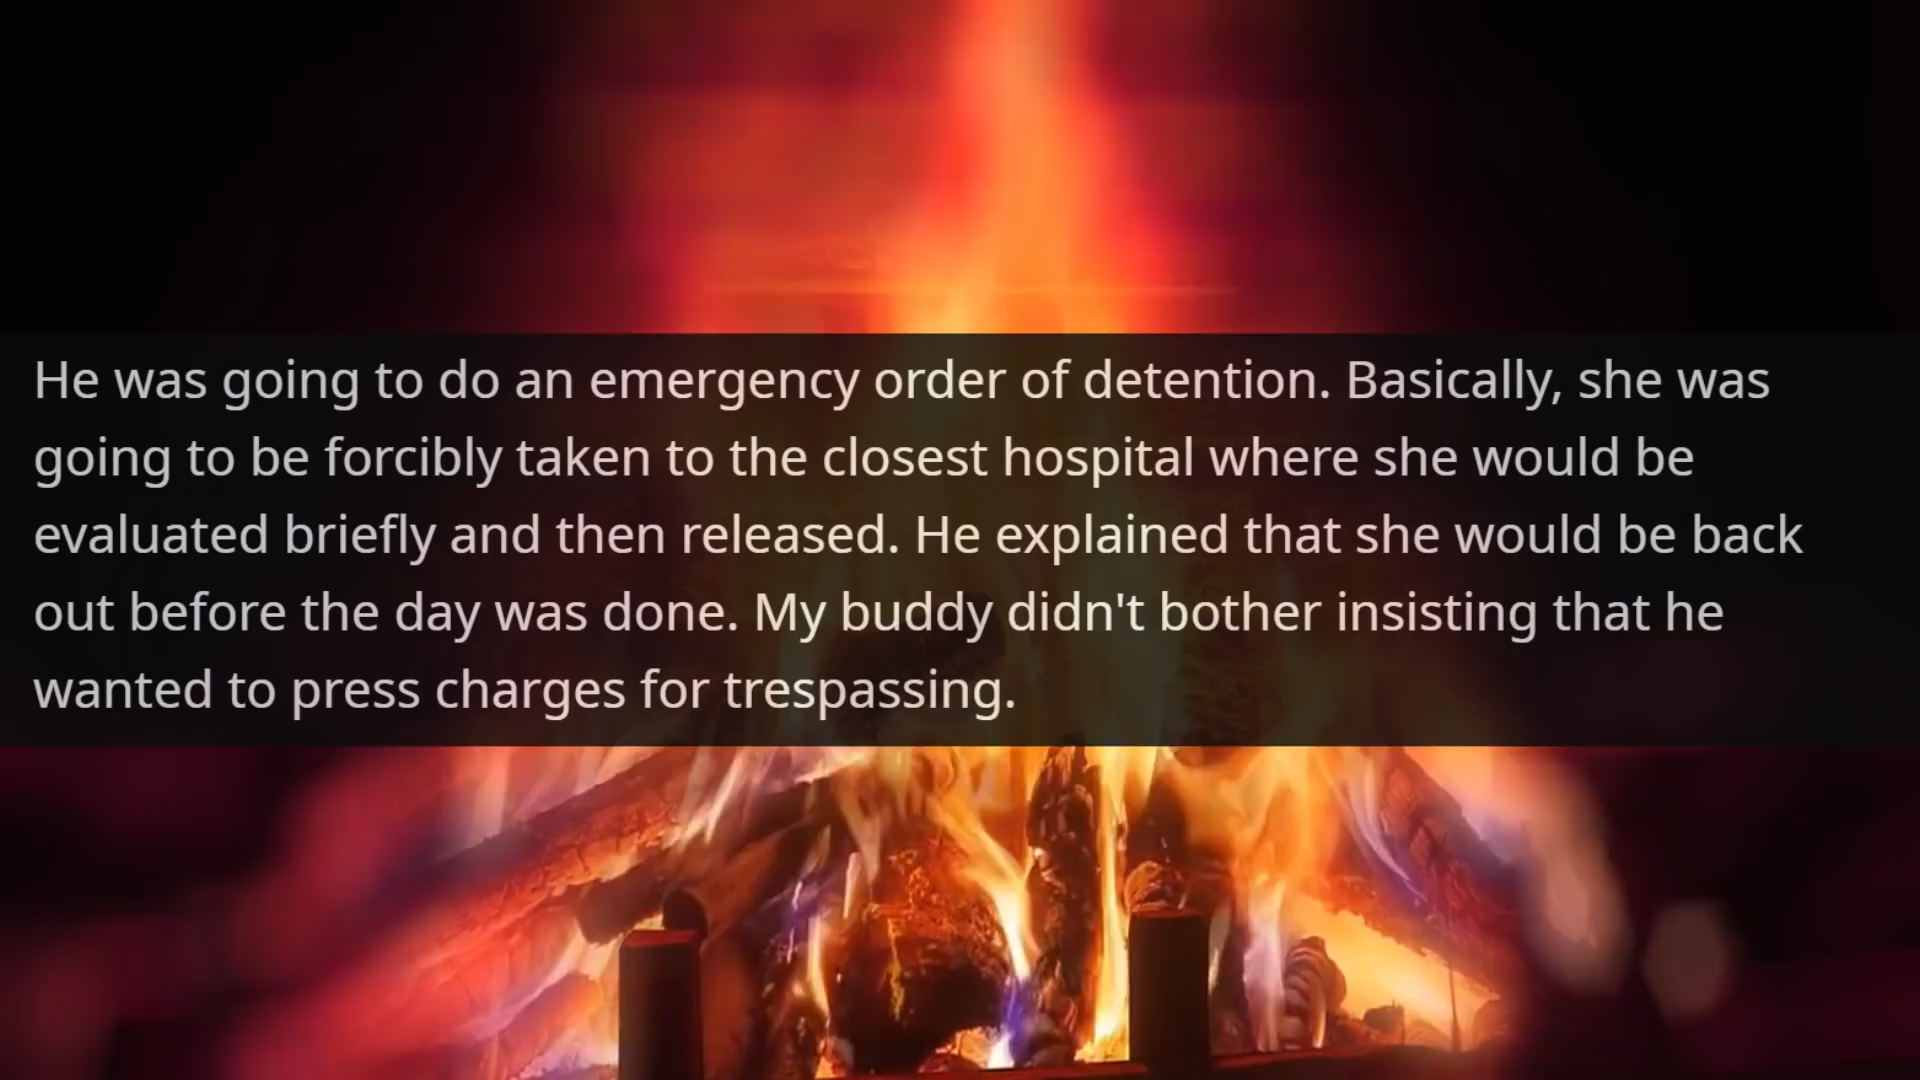 He was going to do an emergency order of detention. Basically, she was
going to be forcibly taken to the closest hospital where she would be
evaluated briefly and then released. He explained that she would be back
out before the day was done. My buddy didn't bother insisting that he
wanted to press charges for trespassing.